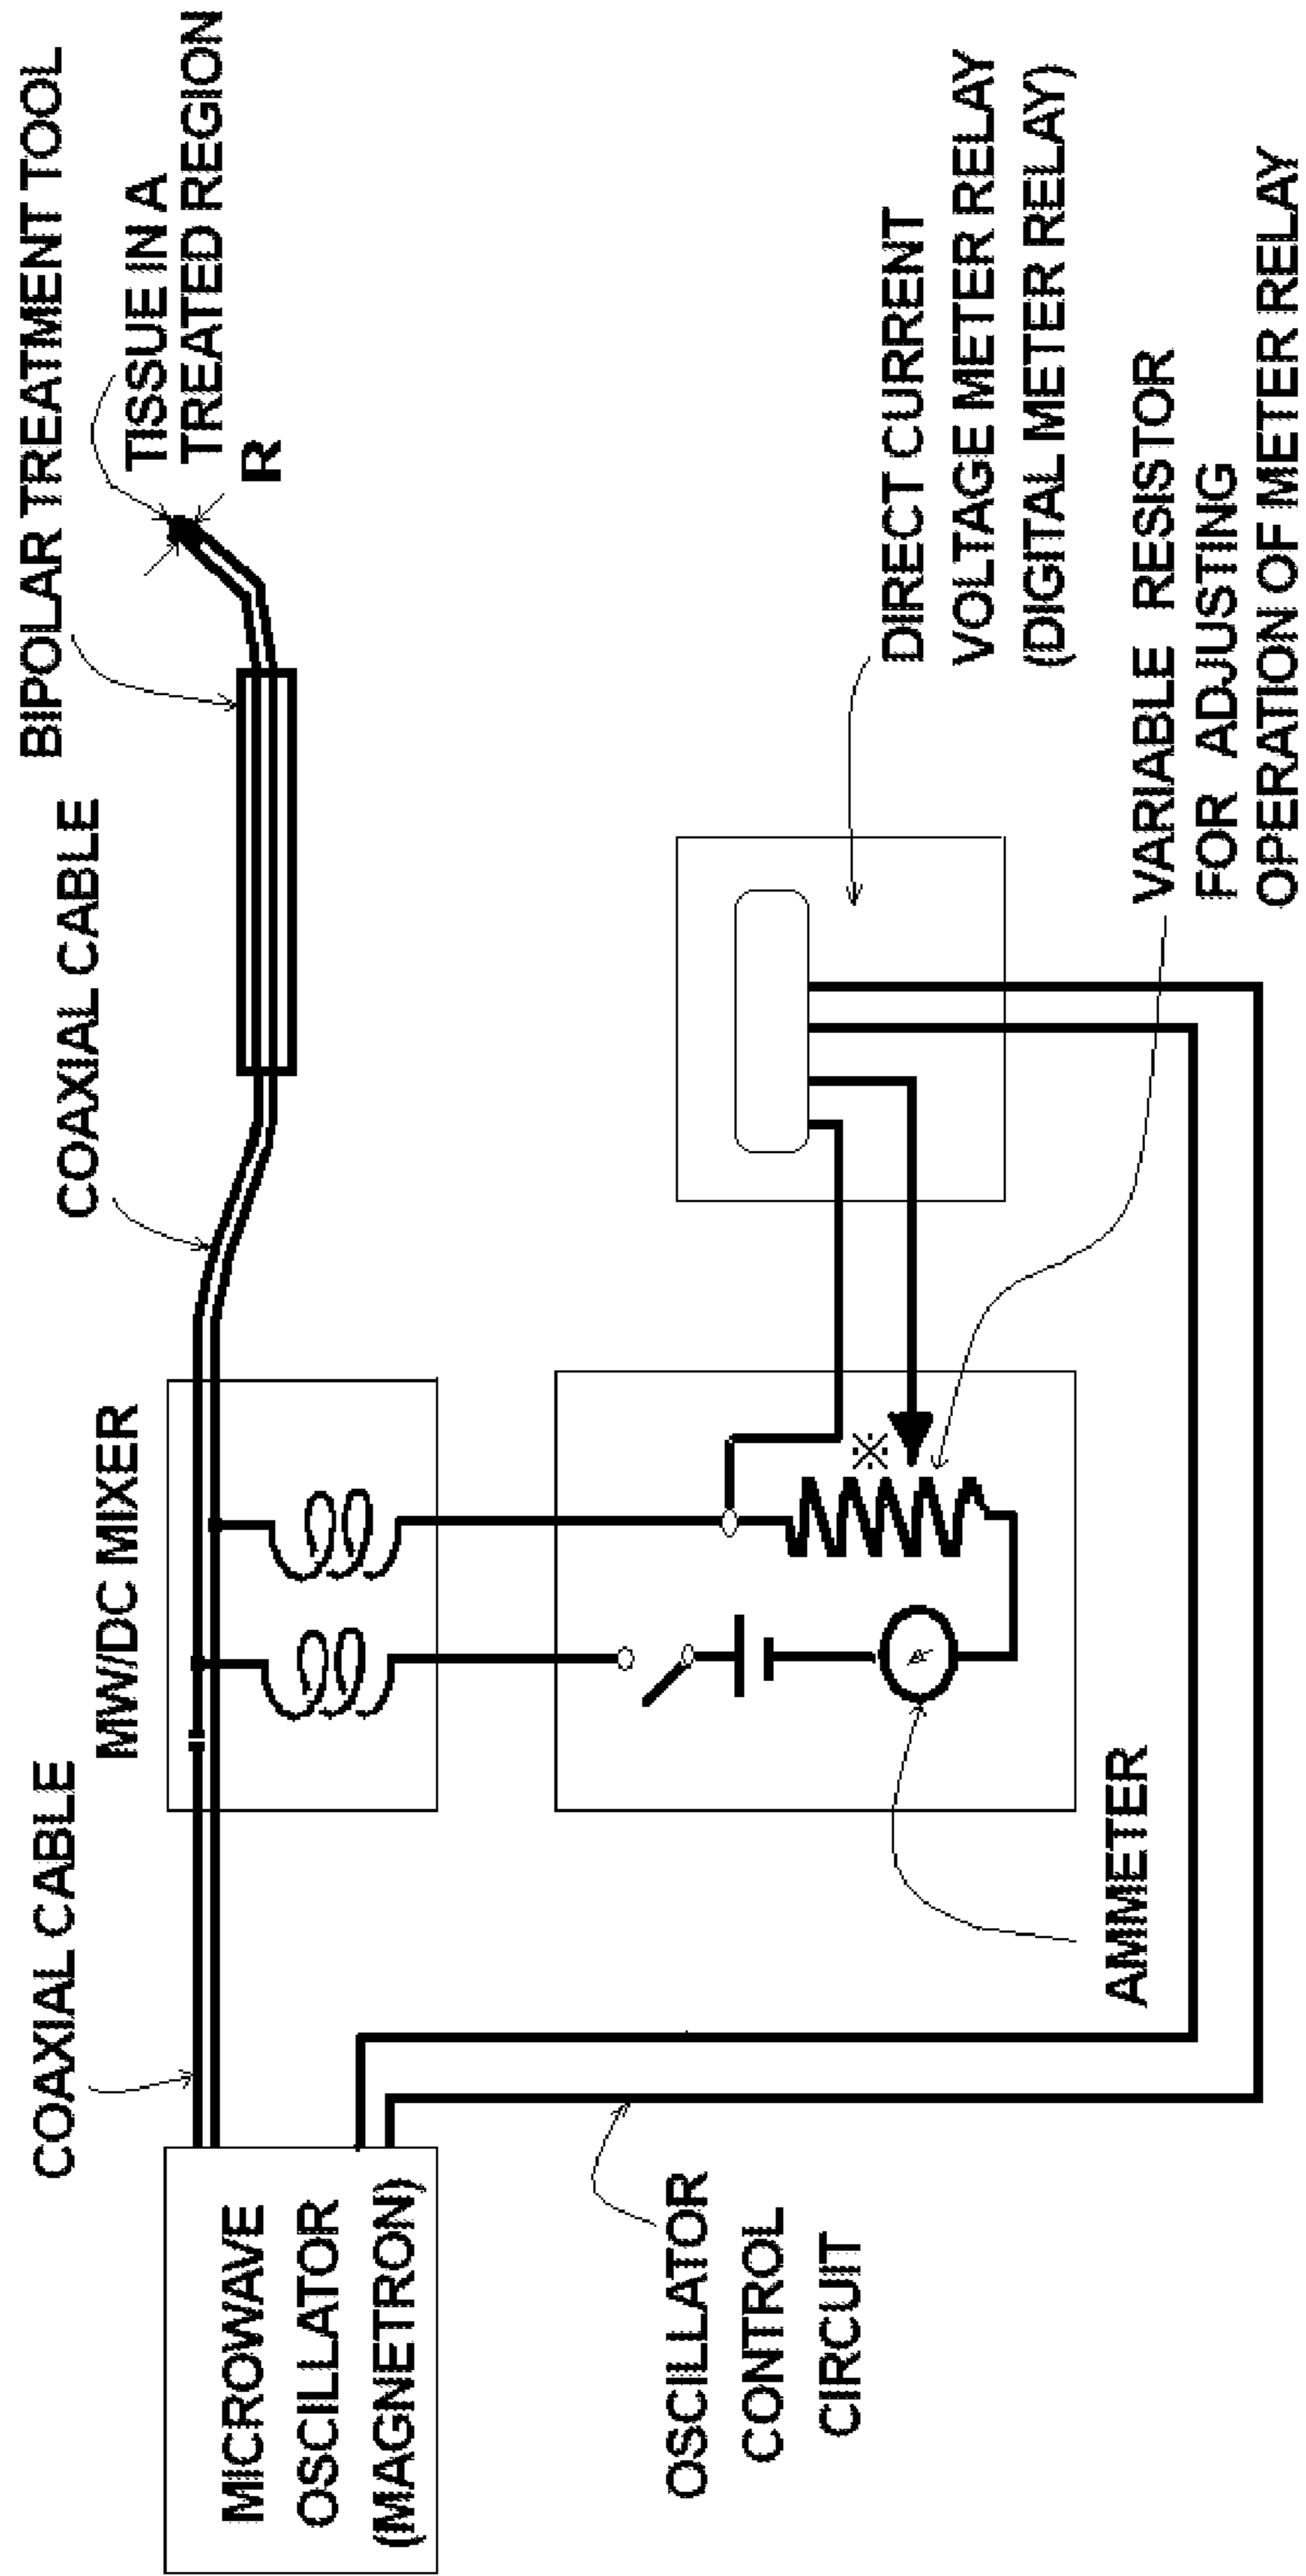 COAXIAL CABLE
MW/DC MIXER
COAXIAL CABLE
BIPOLAR TREATMENT TOOL
TISSUE IN A
TREATED REGION
R
MICROWAVE
OSCILLATOR
(MAGNETRON)
OSCILLATOR
CONTROL
CIRCUIT
※
AMMETER
DIRECT CURRENT
VOLTAGE METER RELAY
(DIGITAL METER RELAY)
VARIABLE RESISTOR
FOR ADJUSTING
OPERATION OF METER RELAY